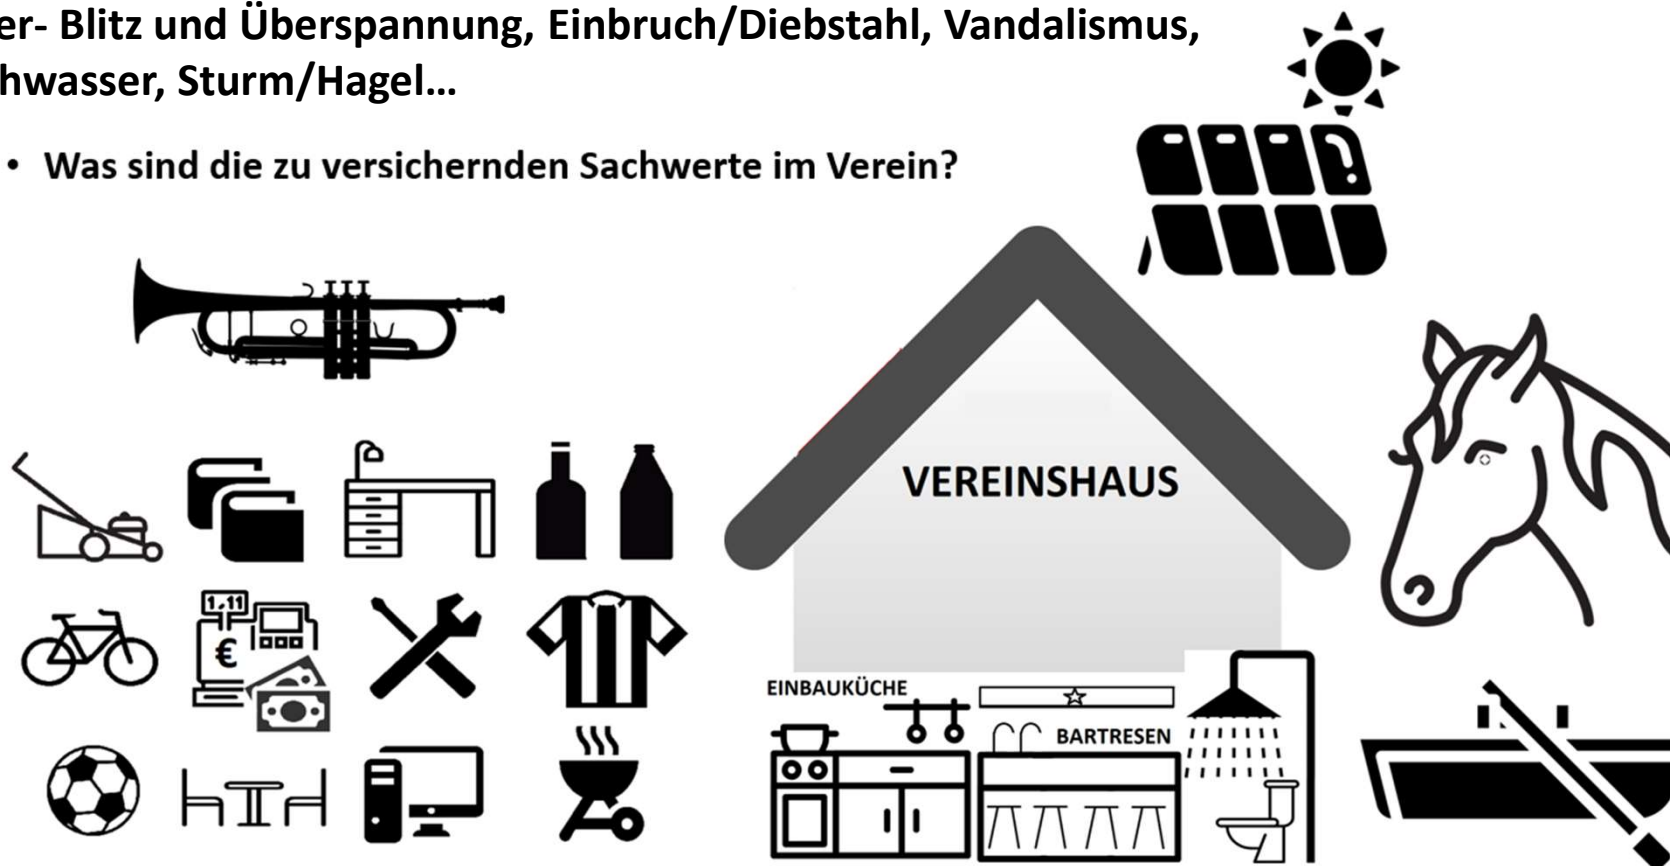 er- Blitz und Überspannung, Einbruch/Diebstahl, Vandalismus,
hwasser, Sturm/Hagel...
• Was sind die zu versichernden Sachwerte im Verein?
VEREINSHAUS
1,11
€
EINBAUKÜCHE
BARTRESEN